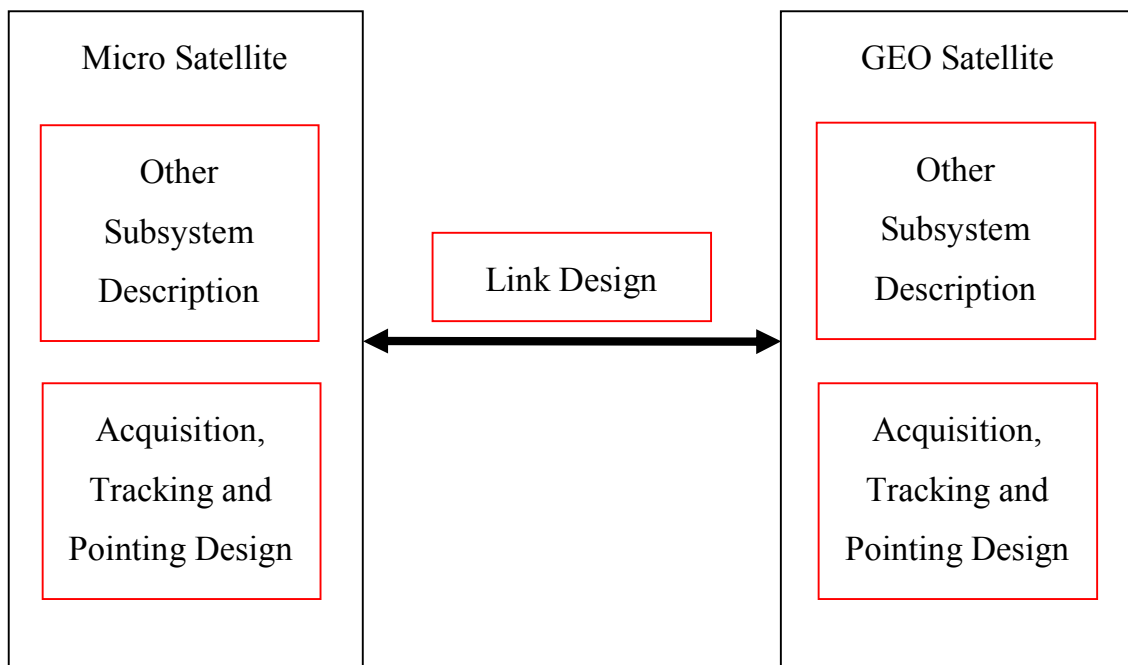 Micro Satellite
Other
Subsystem
Description
Acquisition,
Tracking and
Pointing Design
Link Design
GEO Satellite
Other
Subsystem
Description
Acquisition,
Tracking and
Pointing Design